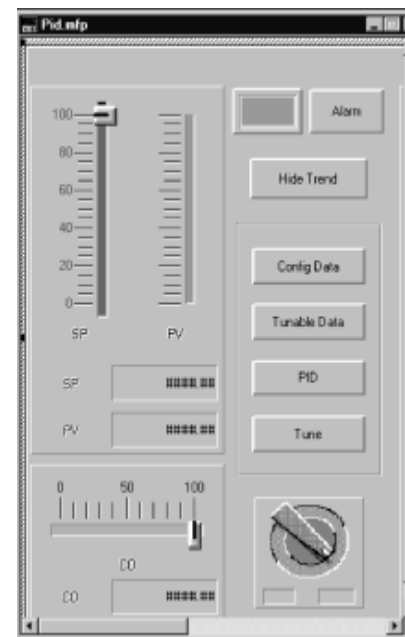 Pid.mfp
100
80
60
40
20
0
SP PV
SP ####.##
PV ####.##
Alarm
Hide Trend
Config Data
Tunable Data
PID
Tune
0 50 100
CO
CO ####.##